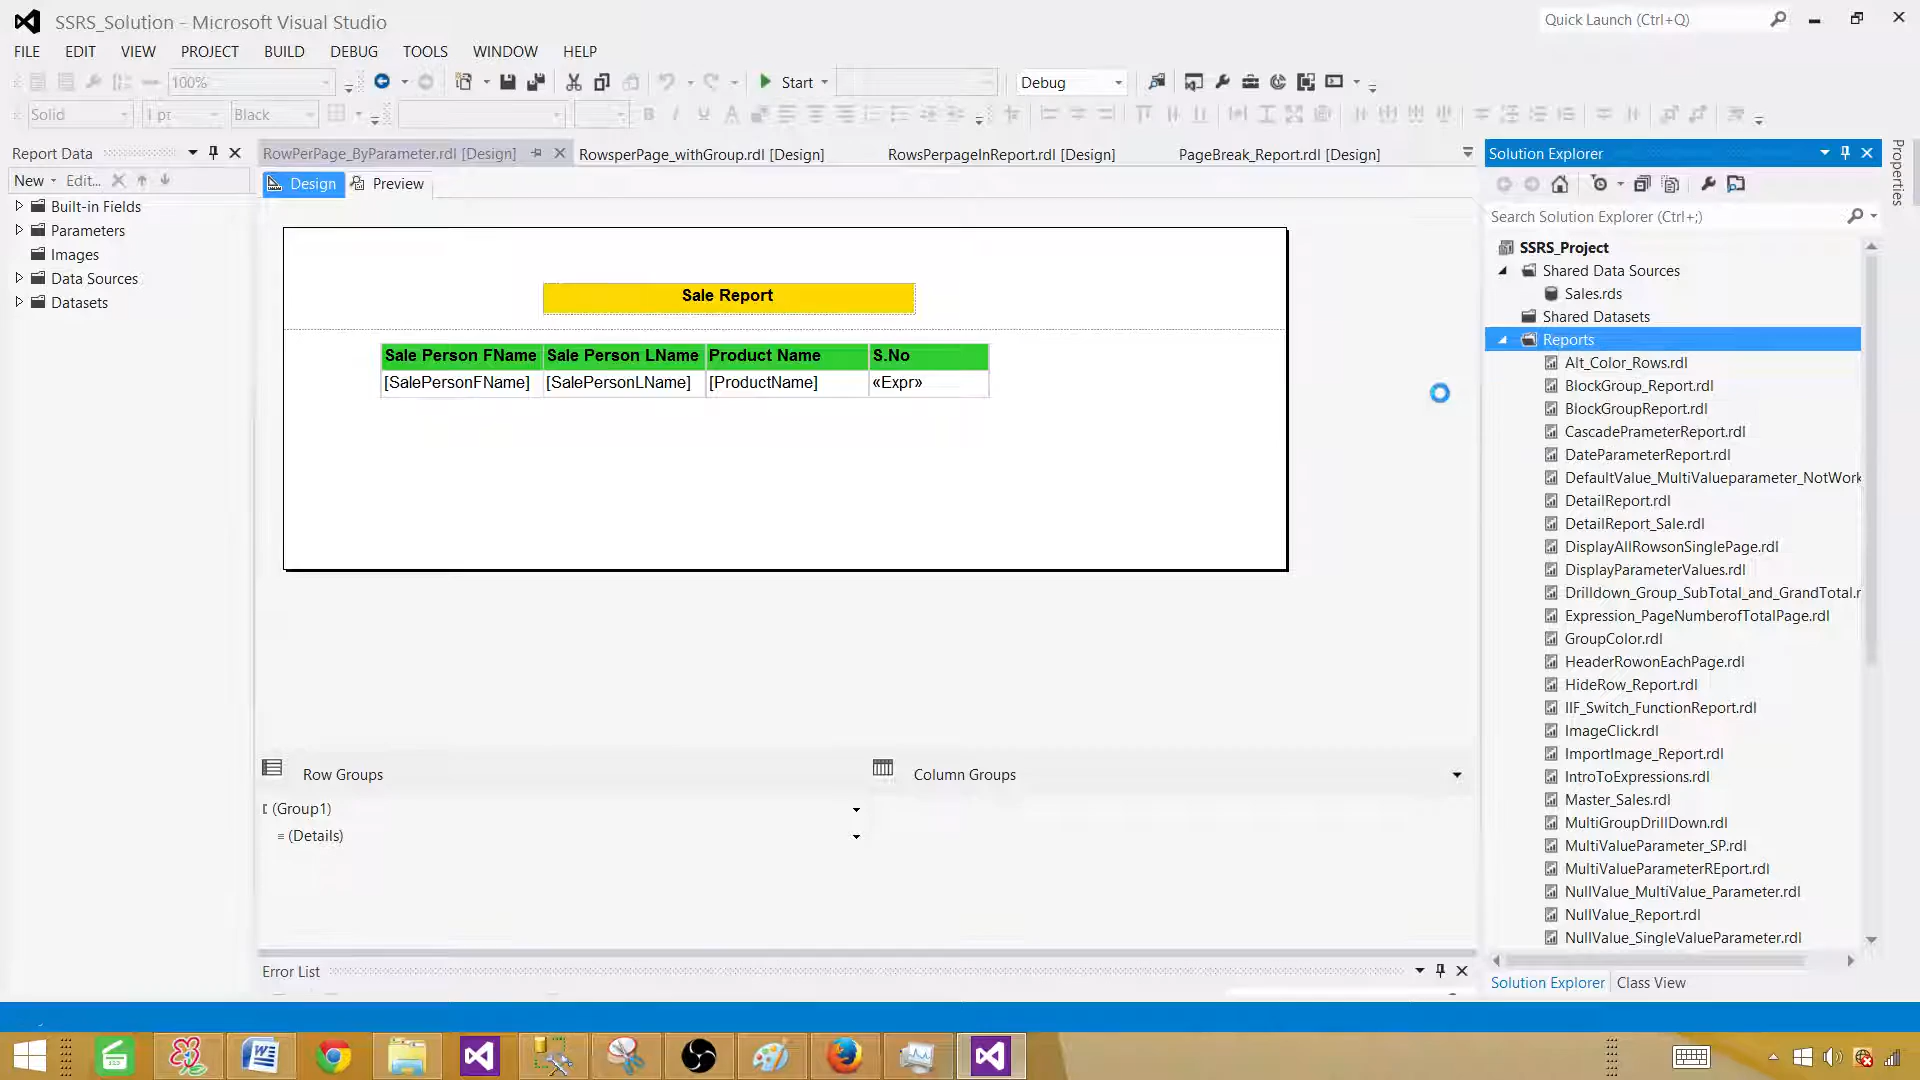 SSRS_Solution - Microsoft Visual Studio
Quick Launch (Ctrl+Q)
FILE EDIT VIEW PROJECT BUILD DEBUG TOOLS WINDOW HELP
100% Start Debug
Solid 1 pt Black B I U A
Report Data
RowPerPage_ByParameter.rdl [Design] RowsperPage_withGroup.rdl [Design] RowsPerpageInReport.rdl [Design] PageBreak_Report.rdl [Design]
Solution Explorer
Properties
New Edit...
Design Preview
Built-in Fields
Parameters
Images
Data Sources
Datasets
Sale Report
Sale Person FName Sale Person LName Product Name S.No
[SalePersonFName] [SalePersonLName] [ProductName] «Expr»
Row Groups
Column Groups
[ (Group1)
≡ (Details)
Error List
Search Solution Explorer (Ctrl+;)
SSRS_Project
Shared Data Sources
Sales.rds
Shared Datasets
Reports
Alt_Color_Rows.rdl
BlockGroup_Report.rdl
BlockGroupReport.rdl
CascadePrameterReport.rdl
DateParameterReport.rdl
DefaultValue_MultiValueparameter_NotWork
DetailReport.rdl
DetailReport_Sale.rdl
DisplayAllRowsonSinglePage.rdl
DisplayParameterValues.rdl
Drilldown_Group_SubTotal_and_GrandTotal.r
Expression_PageNumberofTotalPage.rdl
GroupColor.rdl
HeaderRowonEachPage.rdl
HideRow_Report.rdl
IIF_Switch_FunctionReport.rdl
ImageClick.rdl
ImportImage_Report.rdl
IntroToExpressions.rdl
Master_Sales.rdl
MultiGroupDrillDown.rdl
MultiValueParameter_SP.rdl
MultiValueParameterREport.rdl
NullValue_MultiValue_Parameter.rdl
NullValue_Report.rdl
NullValue_SingleValueParameter.rdl
Solution Explorer Class View